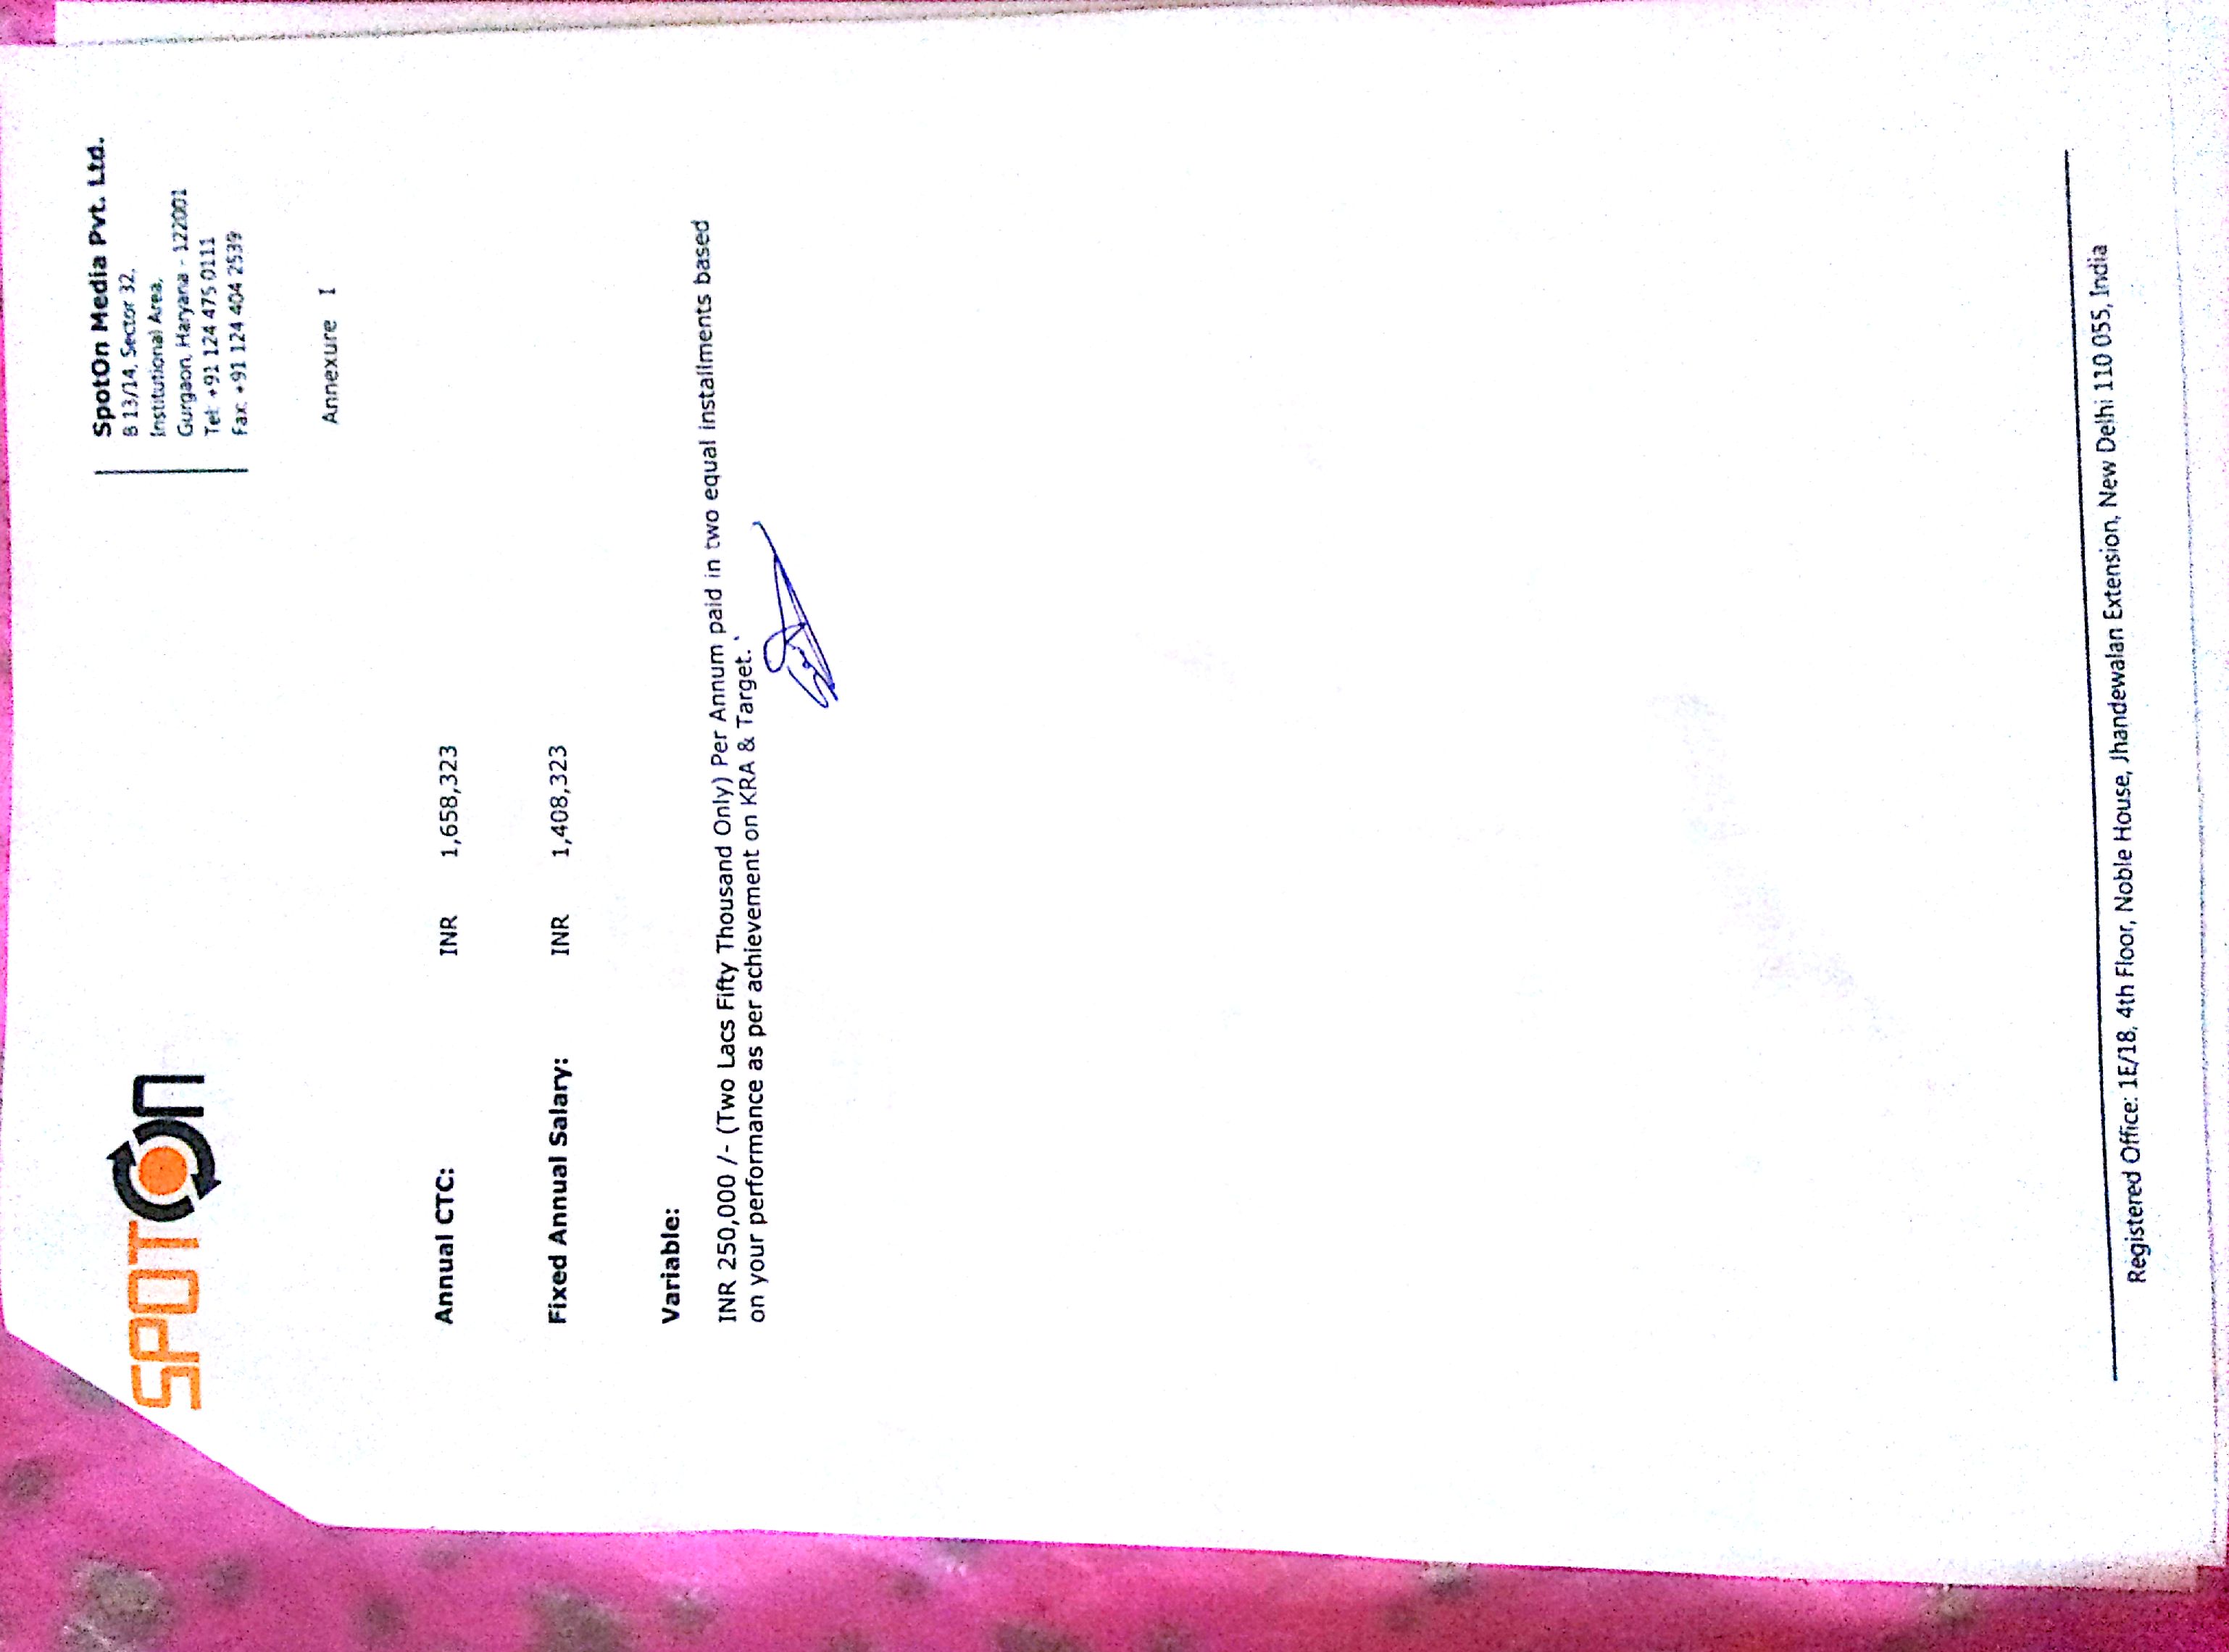 SPOTON
SpotOn Media Pvt. Ltd.
B 13/14, Sector 32,
Institutional Area,
Gurgaon, Haryana - 122001
Tel: +91 124 475 0111
Fax: +91 124 404 2539
Annexure I
Annual CTC: INR 1,658,323
Fixed Annual Salary: INR 1,408,323
Variable:
INR 250,000 /- (Two Lacs Fifty Thousand Only) Per Annum paid in two equal installments based
on your performance as per achievement on KRA & Target.
Registered Office: 1E/18, 4th Floor, Noble House, Jhandewalan Extension, New Delhi 110 055, India